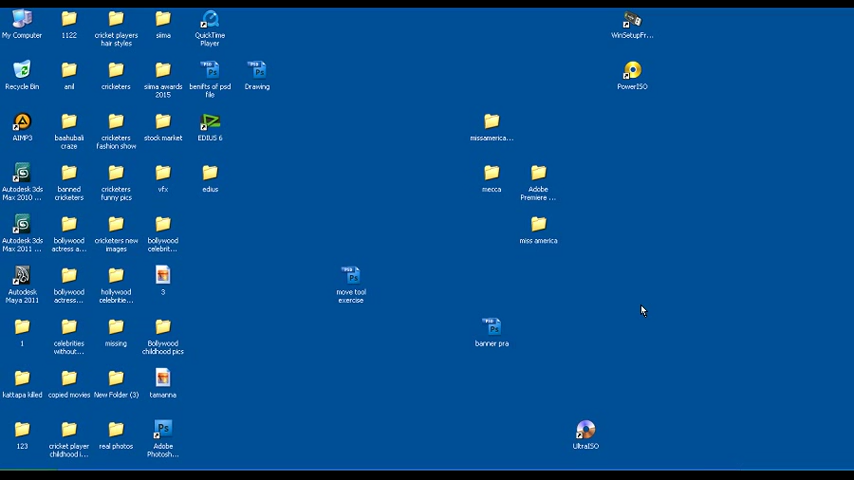 My Computer
1122
cricket players
hair styles
siima
QuickTime
Player
WinSetupFr...
Recycle Bin
anil
cricketers
siima awards
2015
benifts of psd
file
Drawing
PowerISO
AIMP3
baahubali
craze
cricketers
fashion show
stock market
EDIUS 6
missamerica...
Autodesk 3ds
Max 2010 ...
banned
cricketers
cricketers
funny pics
vfx
edius
mecca
Adobe
Premiere ...
Autodesk 3ds
Max 2011 ...
bollywood
actress a...
cricketers new
images
bollywood
celebrit...
miss america
Autodesk
Maya 2011
bollywood
actress...
hollywood
celebritie...
3
move tool
exercise
1
celebrities
without...
missing
Bollywood
childhood pics
banner pra
kattapa killed
copied movies
New Folder (3)
tamanna
123
cricket player
childhood i...
real photos
Adobe
Photosh...
UltraISO